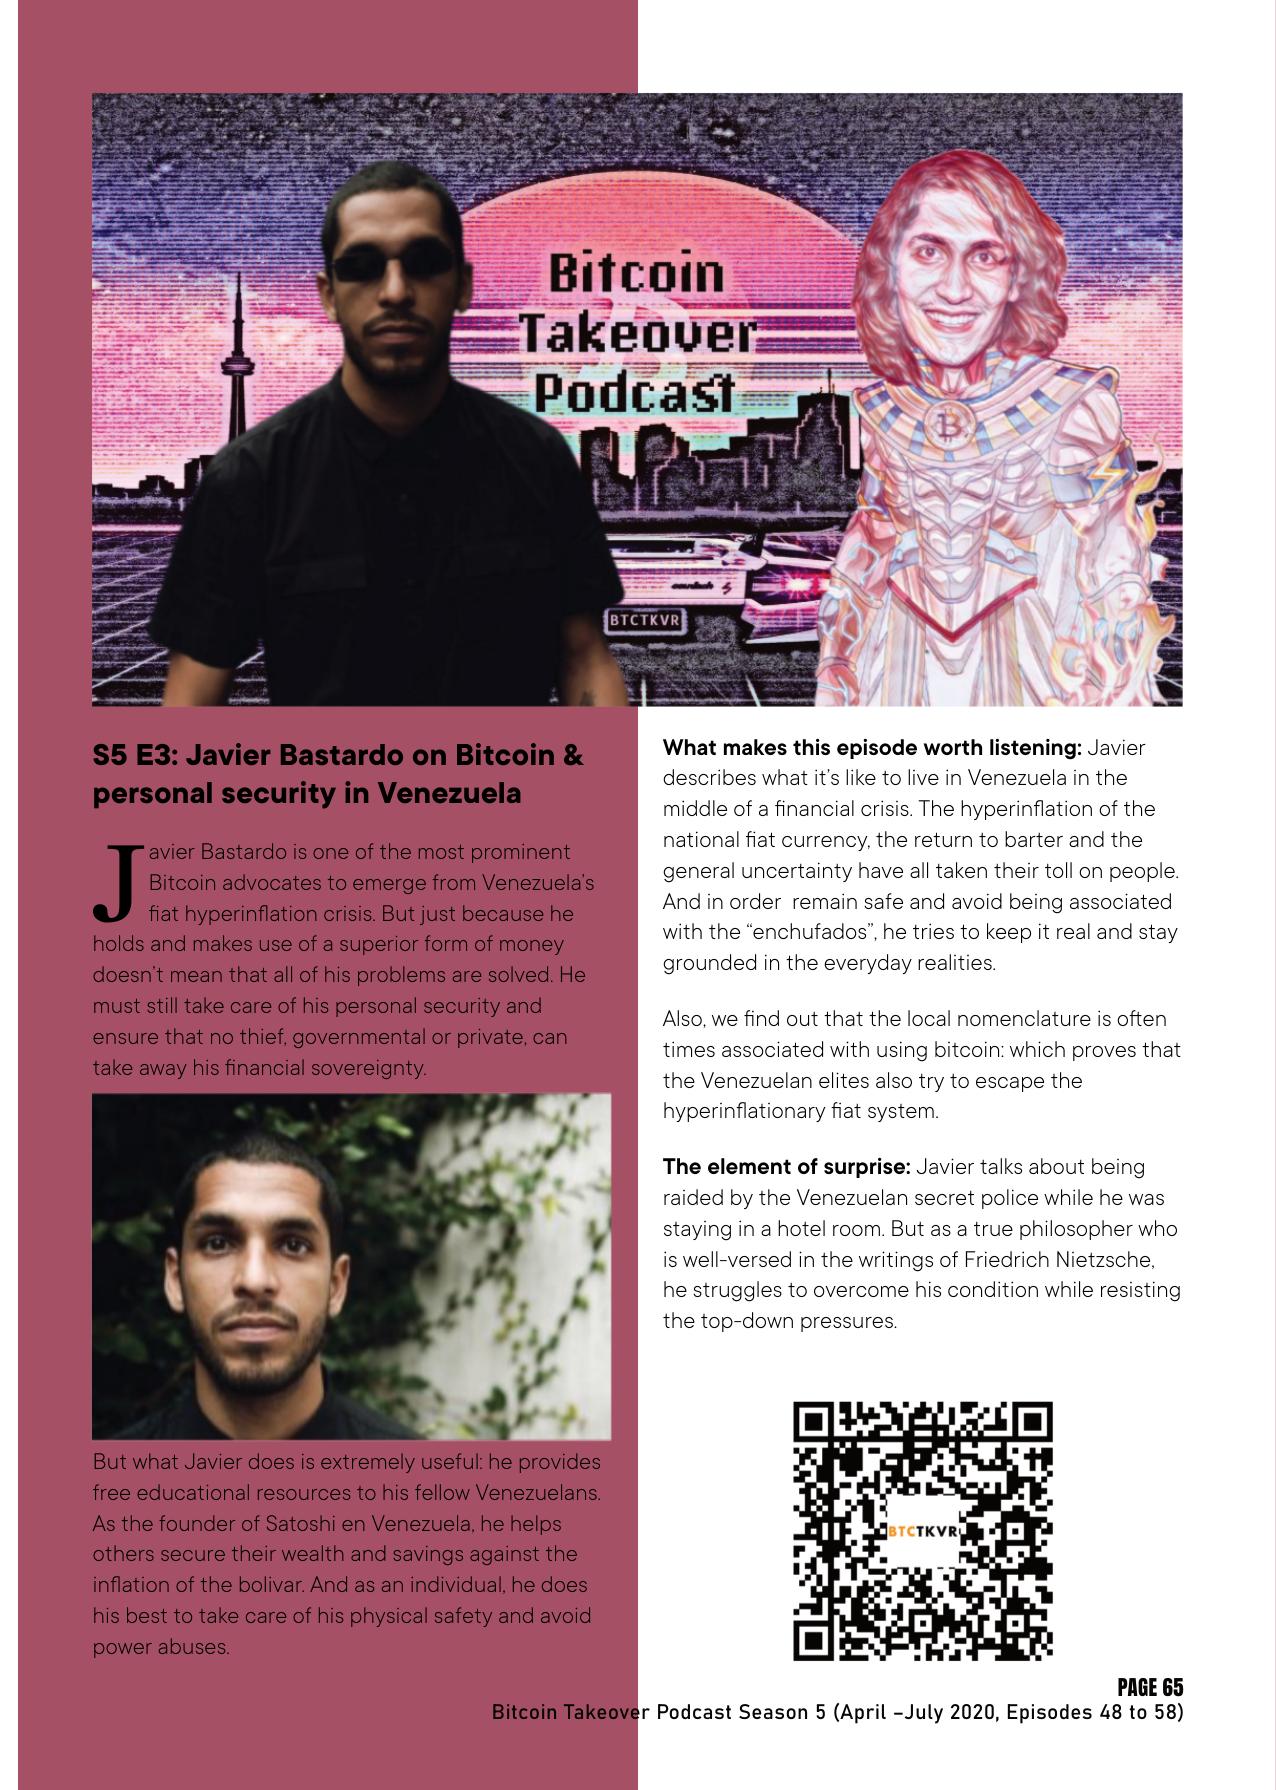 Bitcoin
Takeover
Podcast
BTCTKVR
S5 E3: Javier Bastardo on Bitcoin &
personal security in Venezuela
Javier Bastardo is one of the most prominent
Bitcoin advocates to emerge from Venezuela's
fiat hyperinflation crisis. But just because he
holds and makes use of a superior form of money
doesn't mean that all of his problems are solved. He
must still take care of his personal security and
ensure that no thief, governmental or private, can
take away his financial sovereignty.
But what Javier does is extremely useful: he provides
free educational resources to his fellow Venezuelans.
As the founder of Satoshi en Venezuela, he helps
others secure their wealth and savings against the
inflation of the bolivar. And as an individual, he does
his best to take care of his physical safety and avoid
power abuses.
What makes this episode worth listening: Javier
describes what it's like to live in Venezuela in the
middle of a financial crisis. The hyperinflation of the
national fiat currency, the return to barter and the
general uncertainty have all taken their toll on people.
And in order  remain safe and avoid being associated
with the “enchufados”, he tries to keep it real and stay
grounded in the everyday realities.
Also, we find out that the local nomenclature is often
times associated with using bitcoin: which proves that
the Venezuelan elites also try to escape the
hyperinflationary fiat system.
The element of surprise: Javier talks about being
raided by the Venezuelan secret police while he was
staying in a hotel room. But as a true philosopher who
is well-versed in the writings of Friedrich Nietzsche,
he struggles to overcome his condition while resisting
the top-down pressures.
BTCTKVR
PAGE 65
Bitcoin Takeover Podcast Season 5 (April –July 2020, Episodes 48 to 58)